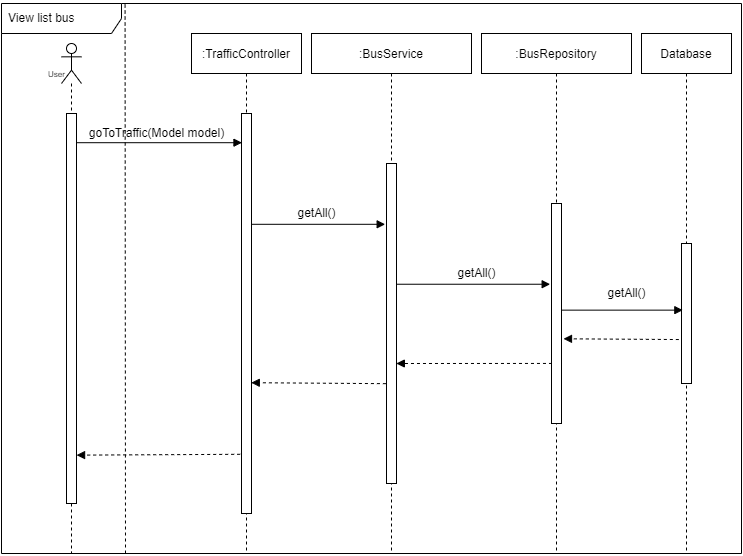 View list bus
User
:TrafficController
:BusService
:BusRepository
Database
goToTraffic(Model model)
getAll()
getAll()
getAll()